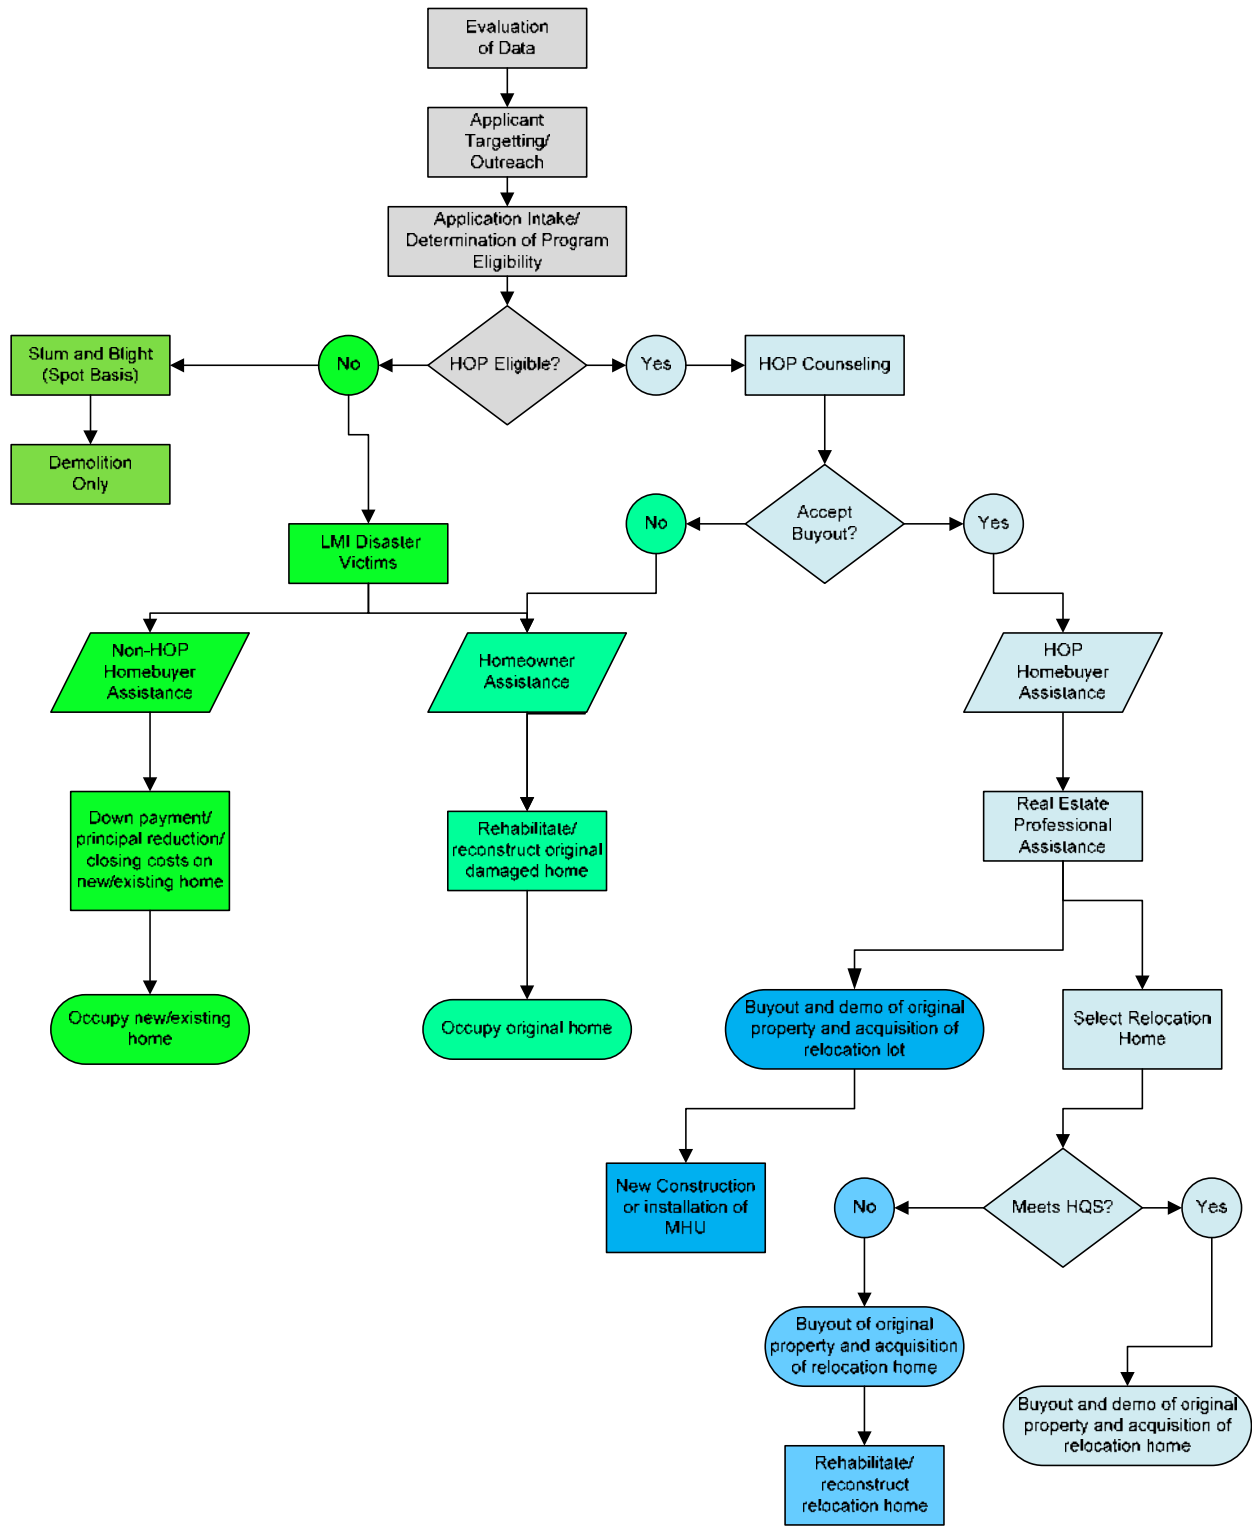 Evaluation
of Data
Applicant
Targetting/
Outreach
Application Intake/
Determination of Program
Eligibility
Slum and Blight
(Spot Basis)
No
HOP Eligible?
Yes
HOP Counseling
Demolition
Only
LMI Disaster
Victims
No
Accept
Buyout?
Yes
Non-HOP
Homebuyer
Assistance
Homeowner
Assistance
HOP
Homebuyer
Assistance
Down payment/
principal reduction/
closing costs on
new/existing home
Rehabilitate/
reconstruct original
damaged home
Real Estate
Professional
Assistance
Occupy new/existing
home
Occupy original home
Buyout and demo of original
property and acquisition of
relocation lot
Select Relocation
Home
New Construction
or installation of
MHU
No
Meets HQS?
Yes
Buyout of original
property and acquisition
of relocation home
Buyout and demo of original
property and acquisition of
relocation home
Rehabilitate/
reconstruct
relocation home